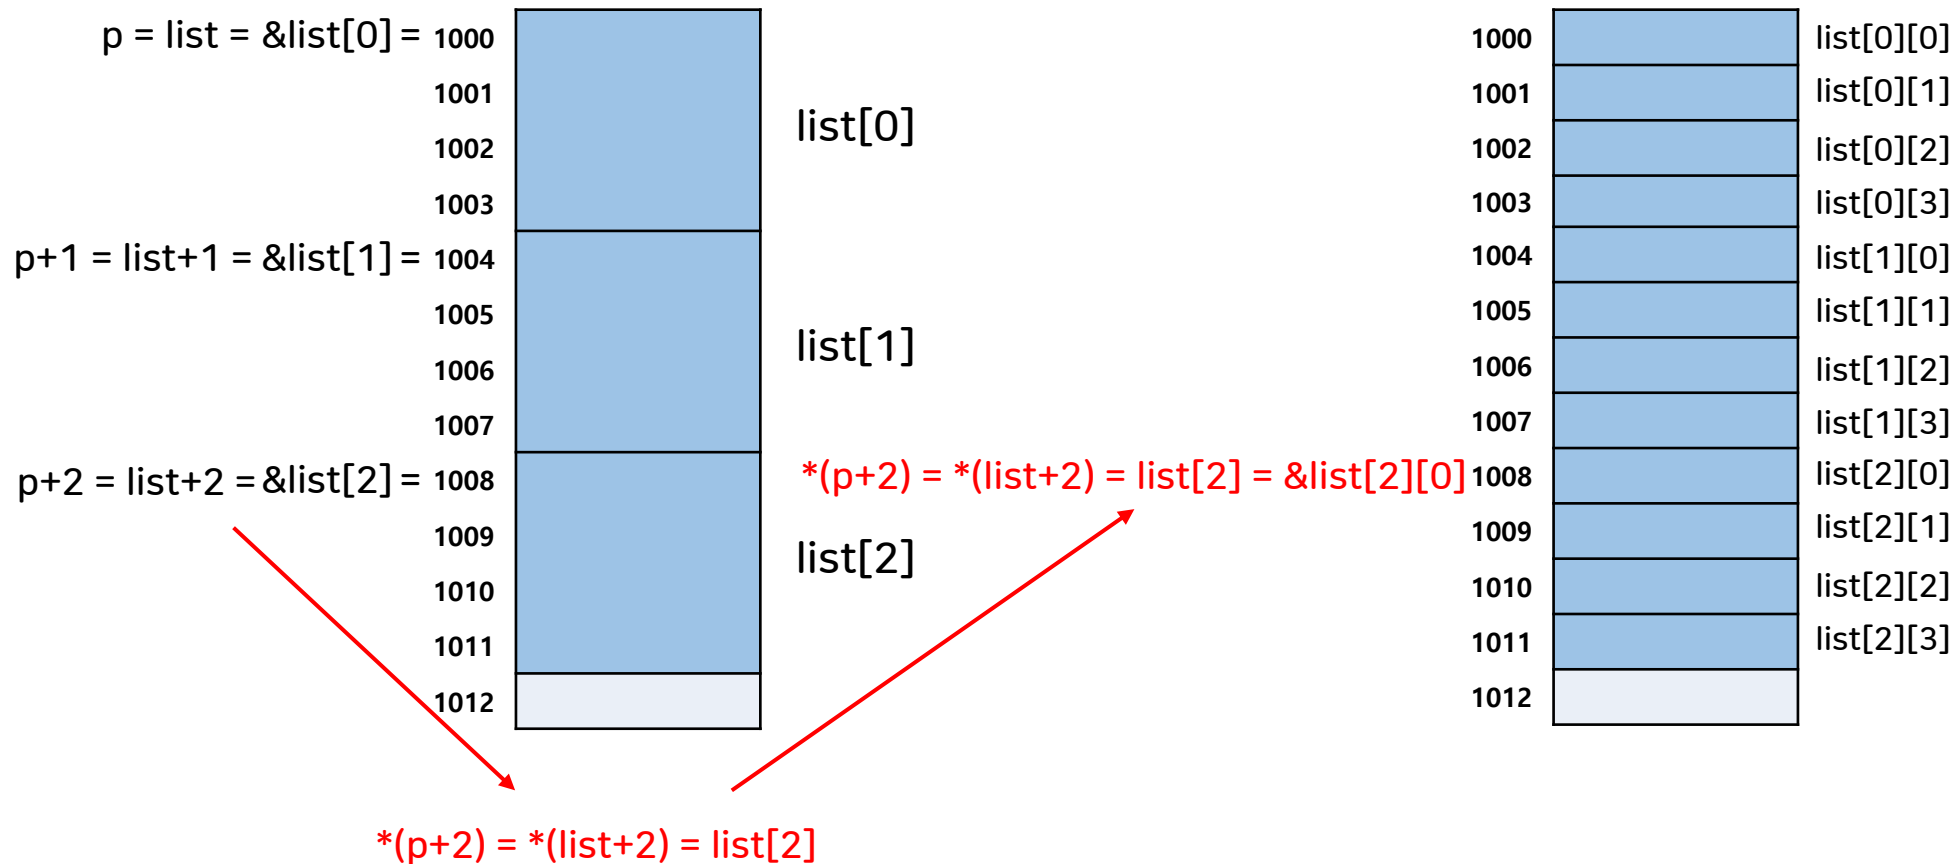 p = list = &list[0] = 1000
1001
1002
1003
list[0]
p+1 = list+1 = &list[1] = 1004
1005
1006
1007
list[1]
p+2 = list+2 = &list[2] = 1008
1009
1010
1011
list[2]
1012
*(p+2) = *(list+2) = list[2]
1000 list[0][0]
1001 list[0][1]
1002 list[0][2]
1003 list[0][3]
1004 list[1][0]
1005 list[1][1]
1006 list[1][2]
1007 list[1][3]
*(p+2) = *(list+2) = list[2] = &list[2][0] 1008 list[2][0]
1009 list[2][1]
1010 list[2][2]
1011 list[2][3]
1012